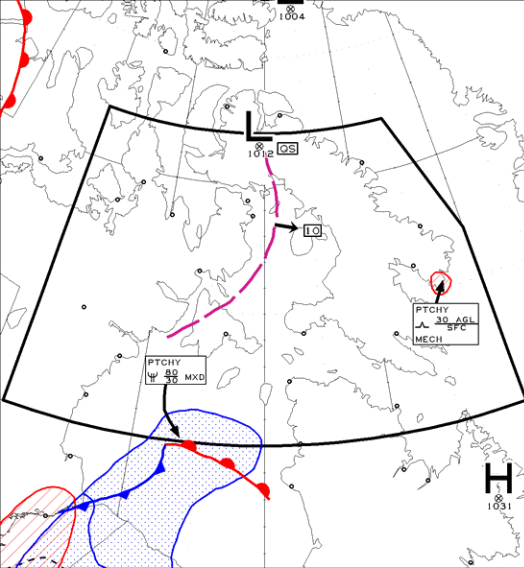 1004
L
1012 QS
10
PTCHY
30 AGL
SFC
MECH
PTCHY
80
30 MXD
H
1031